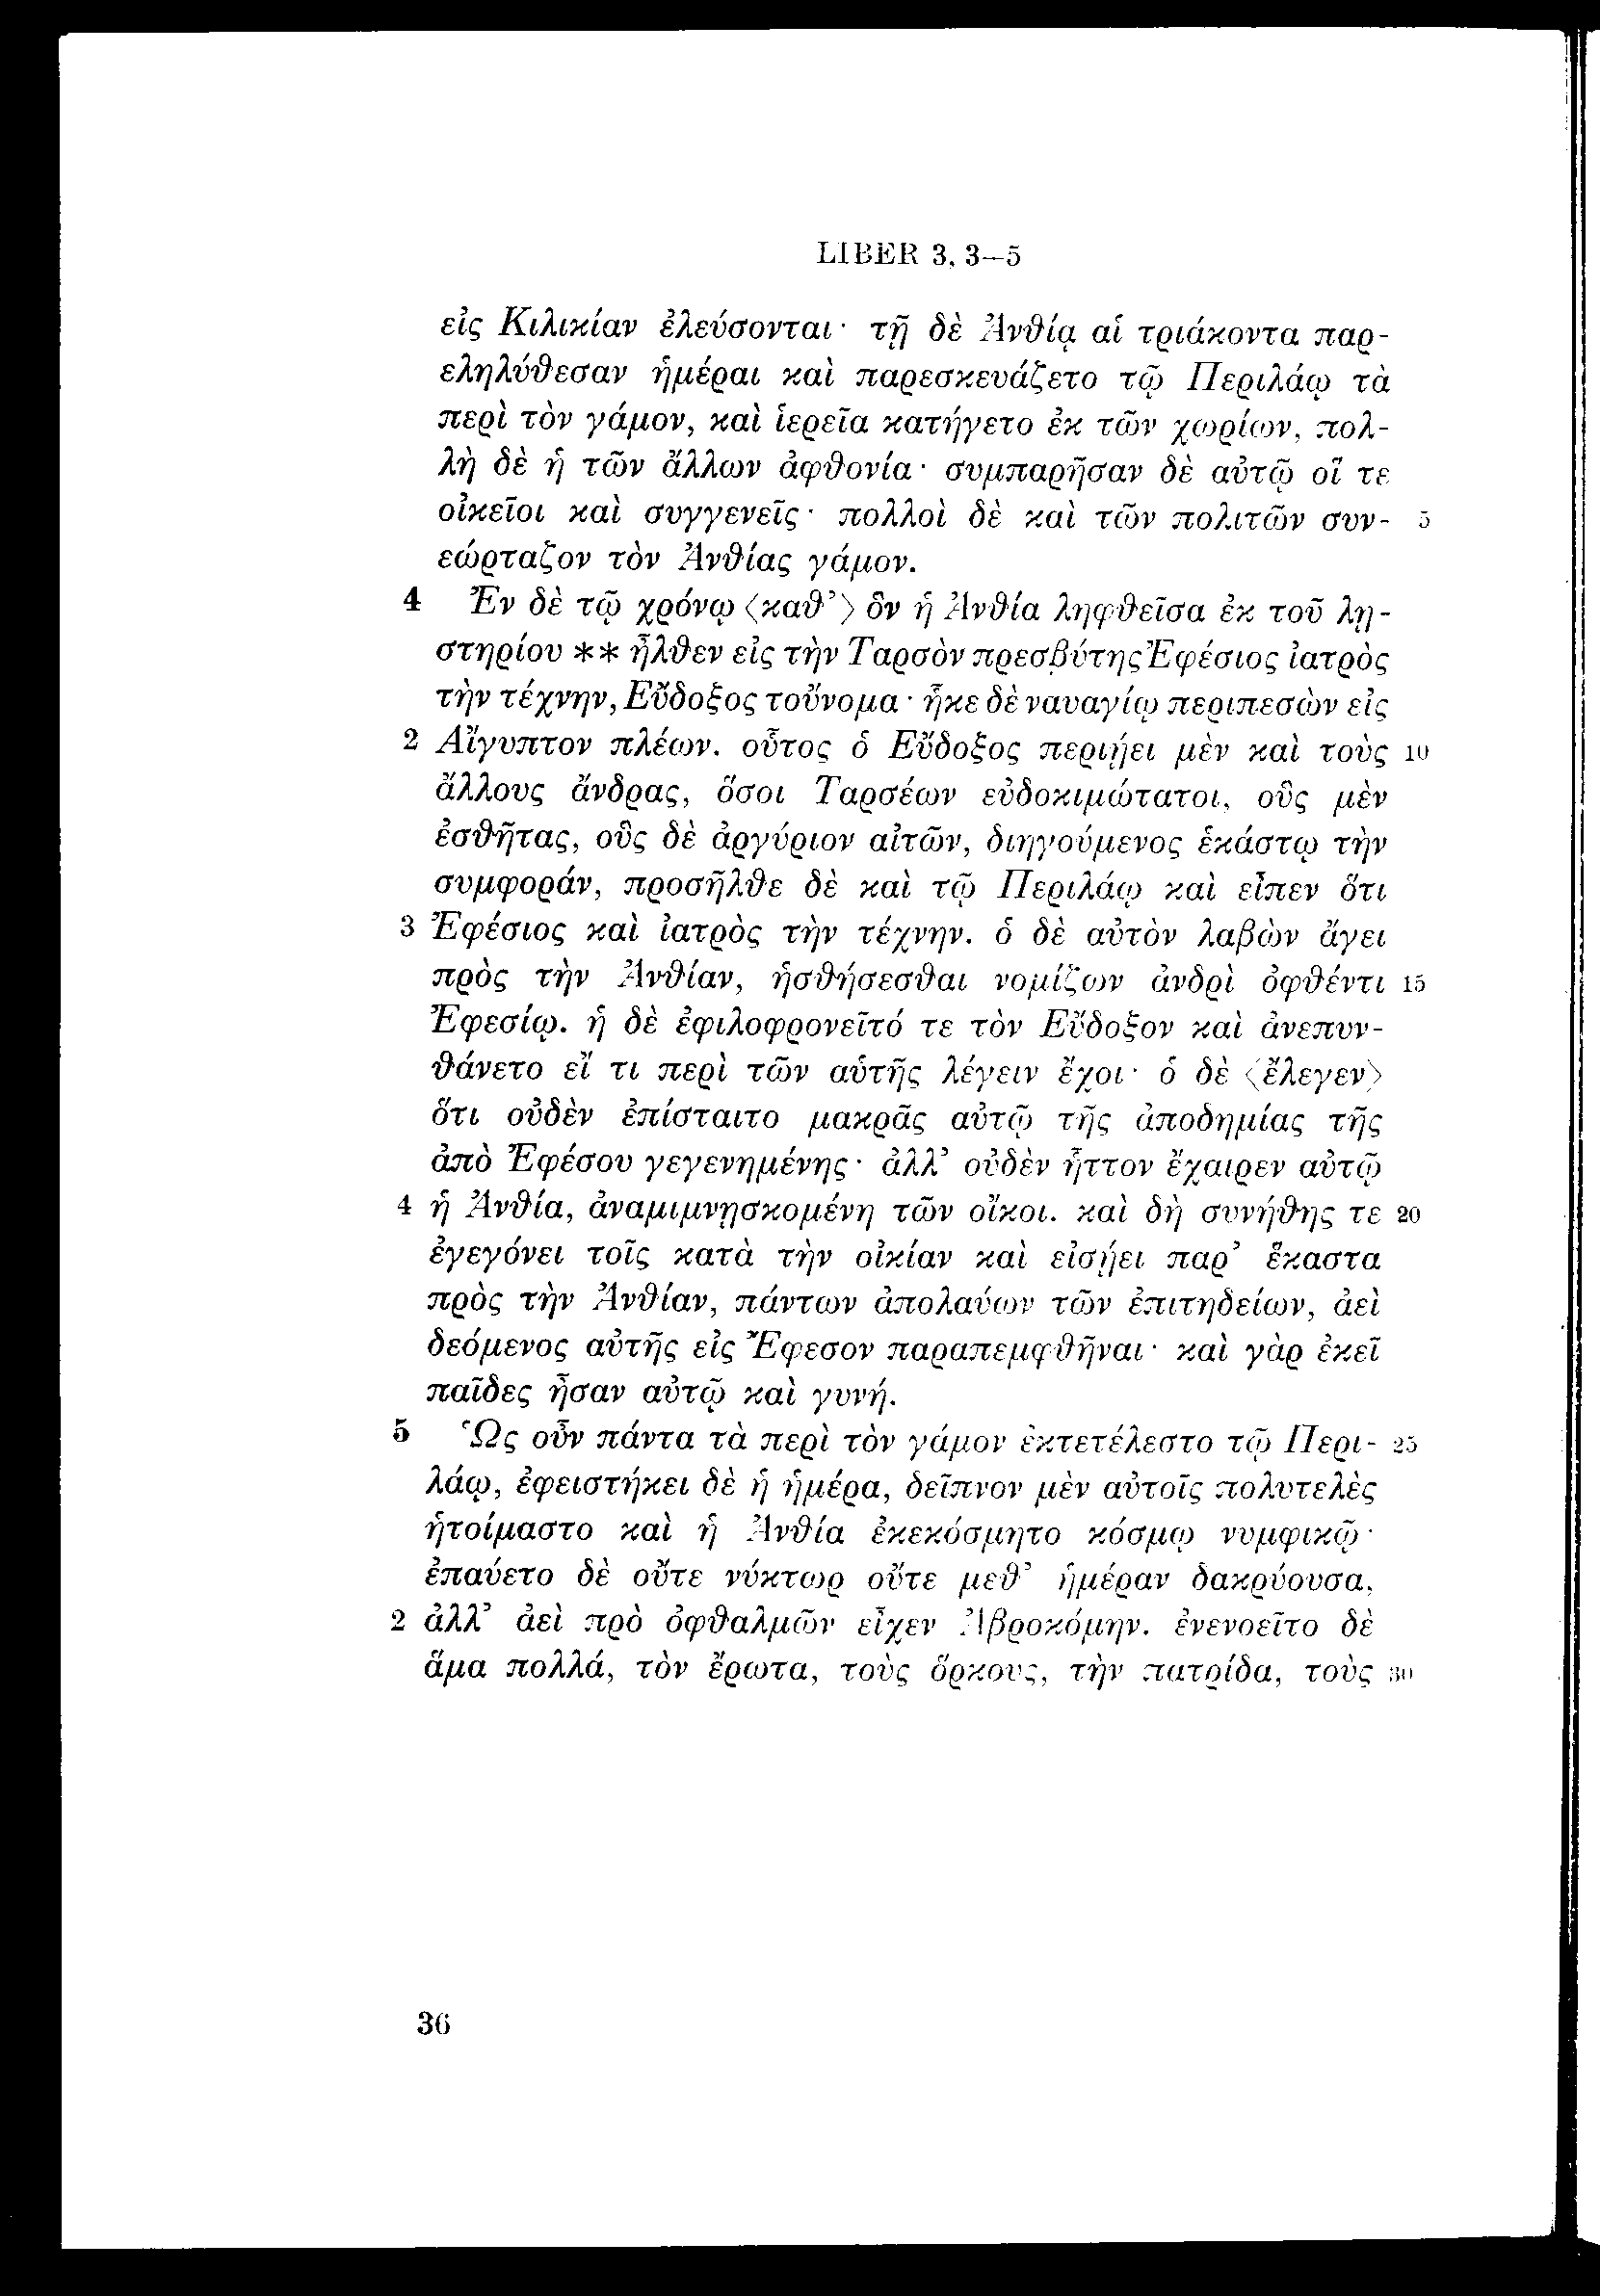 LIBER 3, 3—5
εἰς Κιλικίαν ἐλεύσονται· τῇ δὲ Ἀνθίᾳ αἱ τριάκοντα παρ-
εληλύθεσαν ἡμέραι καὶ παρεσκευάζετο τῷ Περιλάῳ τὰ
περὶ τὸν γάμον, καὶ ἱερεῖα κατήγετο ἐκ τῶν χωρίων, πολ-
λὴ δὲ ἡ τῶν ἄλλων ἀφθονία· συμπαρῆσαν δὲ αὐτῷ οἵ τε
οἰκεῖοι καὶ συγγενεῖς· πολλοὶ δὲ καὶ τῶν πολιτῶν συν- 5
εώρταζον τὸν Ἀνθίας γάμον.
4 Ἐν δὲ τῷ χρόνῳ ⟨καθ’⟩ ὃν ἡ Ἀνθία ληφθεῖσα ἐκ τοῦ λῃ-
στηρίου ** ἦλθεν εἰς τὴν Ταρσὸν πρεσβύτης Ἐφέσιος ἰατρὸς
τὴν τέχνην, Εὔδοξος τοὔνομα· ἧκε δὲ ναυαγίῳ περιπεσὼν εἰς
2 Αἴγυπτον πλέων. οὗτος ὁ Εὔδοξος περιῄει μὲν καὶ τοὺς 10
ἄλλους ἄνδρας, ὅσοι Ταρσέων εὐδοκιμώτατοι, οὓς μὲν
ἐσθῆτας, οὓς δὲ ἀργύριον αἰτῶν, διηγούμενος ἑκάστῳ τὴν
συμφοράν, προσῆλθε δὲ καὶ τῷ Περιλάῳ καὶ εἶπεν ὅτι
3 Ἐφέσιος καὶ ἰατρὸς τὴν τέχνην. ὁ δὲ αὐτὸν λαβὼν ἄγει
πρὸς τὴν Ἀνθίαν, ἡσθήσεσθαι νομίζων ἀνδρὶ ὀφθέντι 15
Ἐφεσίῳ. ἡ δὲ ἐφιλοφρονεῖτό τε τὸν Εὔδοξον καὶ ἀνεπυν-
θάνετο εἴ τι περὶ τῶν αὑτῆς λέγειν ἔχοι· ὁ δὲ ⟨ἔλεγεν⟩
ὅτι οὐδὲν ἐπίσταιτο μακρᾶς αὐτῷ τῆς ἀποδημίας τῆς
ἀπὸ Ἐφέσου γεγενημένης· ἀλλ’ οὐδὲν ἧττον ἔχαιρεν αὐτῷ
4 ἡ Ἀνθία, ἀναμιμνῃσκομένη τῶν οἴκοι. καὶ δὴ συνήθης τε 20
ἐγεγόνει τοῖς κατὰ τὴν οἰκίαν καὶ εἰσῄει παρ’ ἕκαστα
πρὸς τὴν Ἀνθίαν, πάντων ἀπολαύων τῶν ἐπιτηδείων, ἀεὶ
δεόμενος αὐτῆς εἰς Ἔφεσον παραπεμφθῆναι· καὶ γὰρ ἐκεῖ
παῖδες ἦσαν αὐτῷ καὶ γυνή.
5 Ὡς οὖν πάντα τὰ περὶ τὸν γάμον ἐκτετέλεστο τῷ Περι- 25
λάῳ, ἐφειστήκει δὲ ἡ ἡμέρα, δεῖπνον μὲν αὐτοῖς πολυτελὲς
ἡτοίμαστο καὶ ἡ Ἀνθία ἐκεκόσμητο κόσμῳ νυμφικῷ·
ἐπαύετο δὲ οὔτε νύκτωρ οὔτε μεθ’ ἡμέραν δακρύουσα,
2 ἀλλ’ ἀεὶ πρὸ ὀφθαλμῶν εἶχεν Ἁβροκόμην. ἐνενοεῖτο δὲ
ἅμα πολλά, τὸν ἔρωτα, τοὺς ὅρκους, τὴν πατρίδα, τοὺς 30
36